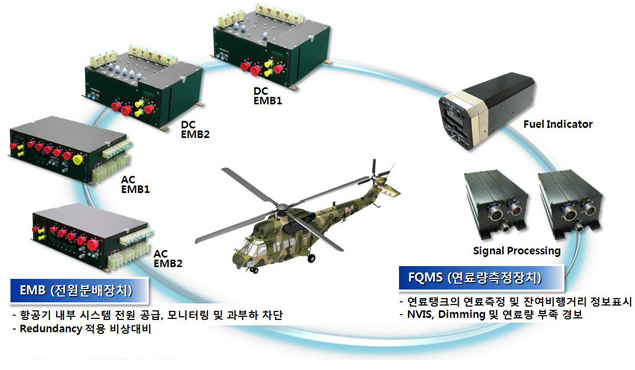 DC
EMB1
DC
EMB2
AC
EMB1
AC
EMB2
Fuel Indicator
Signal Processing
EMB (전원분배장치)
- 항공기 내부 시스템 전원 공급, 모니터링 및 과부하 차단
- Redundancy 적용 비상대비
FQMS (연료량측정장치)
- 연료탱크의 연료측정 및 잔여비행거리 정보표시
- NVIS, Dimming 및 연료량 부족 경보